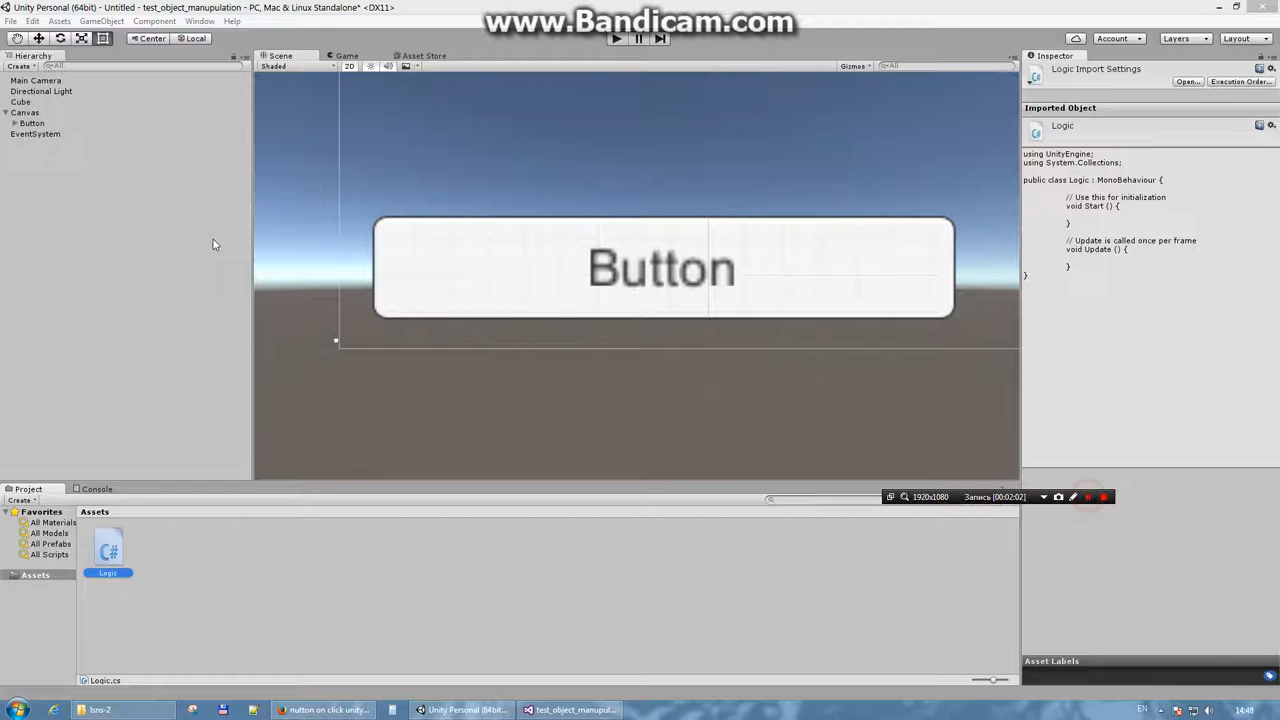 Unity Personal (64bit) - Untitled - test_object_manupulation - PC, Mac & Linux Standalone* <DX11>
www.Bandicam.com
File Edit Assets GameObject Component Window Help
Center Local Account Layers Layout
Hierarchy
Create All
Main Camera
Directional Light
Cube
Canvas
Button
EventSystem
Scene Game Asset Store
Shaded 2D Gizmos All
Button
Inspector
Logic Import Settings
Open... Execution Order...
Imported Object
Logic
using UnityEngine;
using System.Collections;
public class Logic : MonoBehaviour {
// Use this for initialization
void Start () {
}
// Update is called once per frame
void Update () {
}
}
1920x1080 Запись [00:02:02]
Project Console
Create
Favorites
All Materials
All Models
All Prefabs
All Scripts
Assets
Assets
C#
Logic
Logic.cs
Asset Labels
lsns-2
nutton on click unity...
Unity Personal (64bit...
test_object_manupul...
EN
14:48